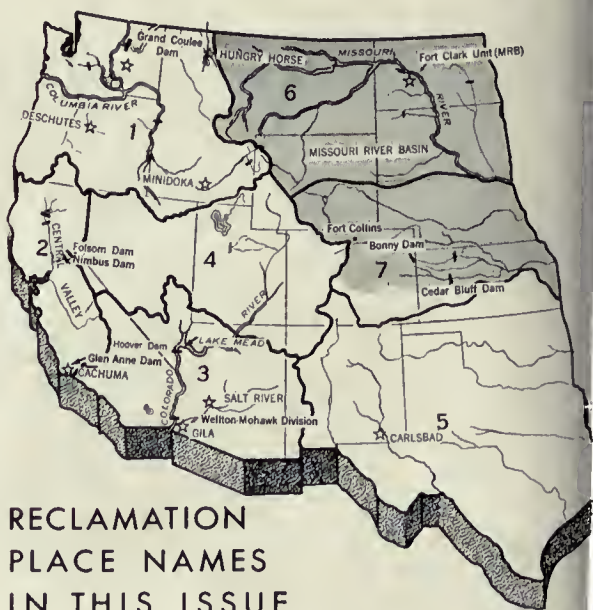 Grand Coulee
Dam
HUNGRY HORSE
MISSOURI
Fort Clark Unit (MRB)
COLUMBIA RIVER
6
RIVER
DESCHUTES
1
MISSOURI RIVER BASIN
MINIDOKA
Fort Collins
2
CENTRAL
VALLEY
Folsom Dam
Nimbus Dam
4
Bonny Dam
7
Cedar Bluff Dam
RIVER
Hoover Dam
LAKE MEAD
Glen Anne Dam
CACHUMA
COLORADO
3
SALT RIVER
5
Wellton-Mohawk Division
GILA
CARLSBAD
RECLAMATION
PLACE NAMES
IN THIS ISSUE